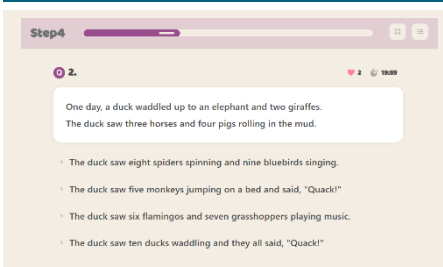 Step4
2.
2
19:59
One day, a duck waddled up to an elephant and two giraffes.
The duck saw three horses and four pigs rolling in the mud.
The duck saw eight spiders spinning and nine bluebirds singing.
The duck saw five monkeys jumping on a bed and said, "Quack!"
The duck saw six flamingos and seven grasshoppers playing music.
The duck saw ten ducks waddling and they all said, "Quack!"